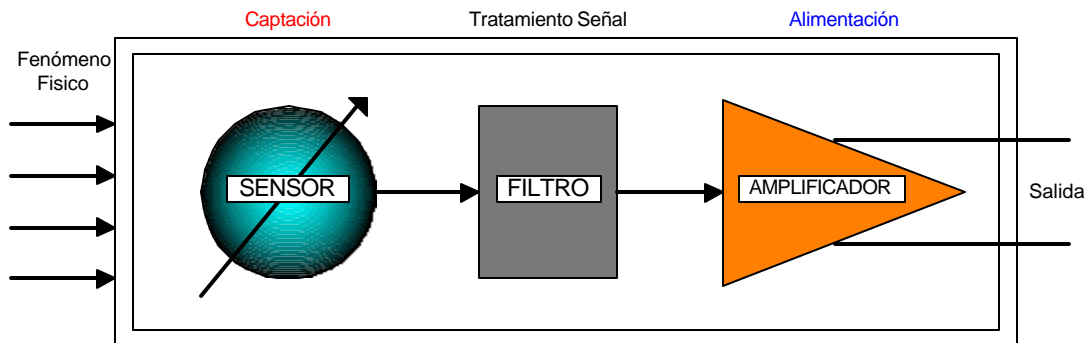 Captación
Tratamiento Señal
Alimentación
Fenómeno
Fisico
SENSOR
FILTRO
AMPLIFICADOR
Salida